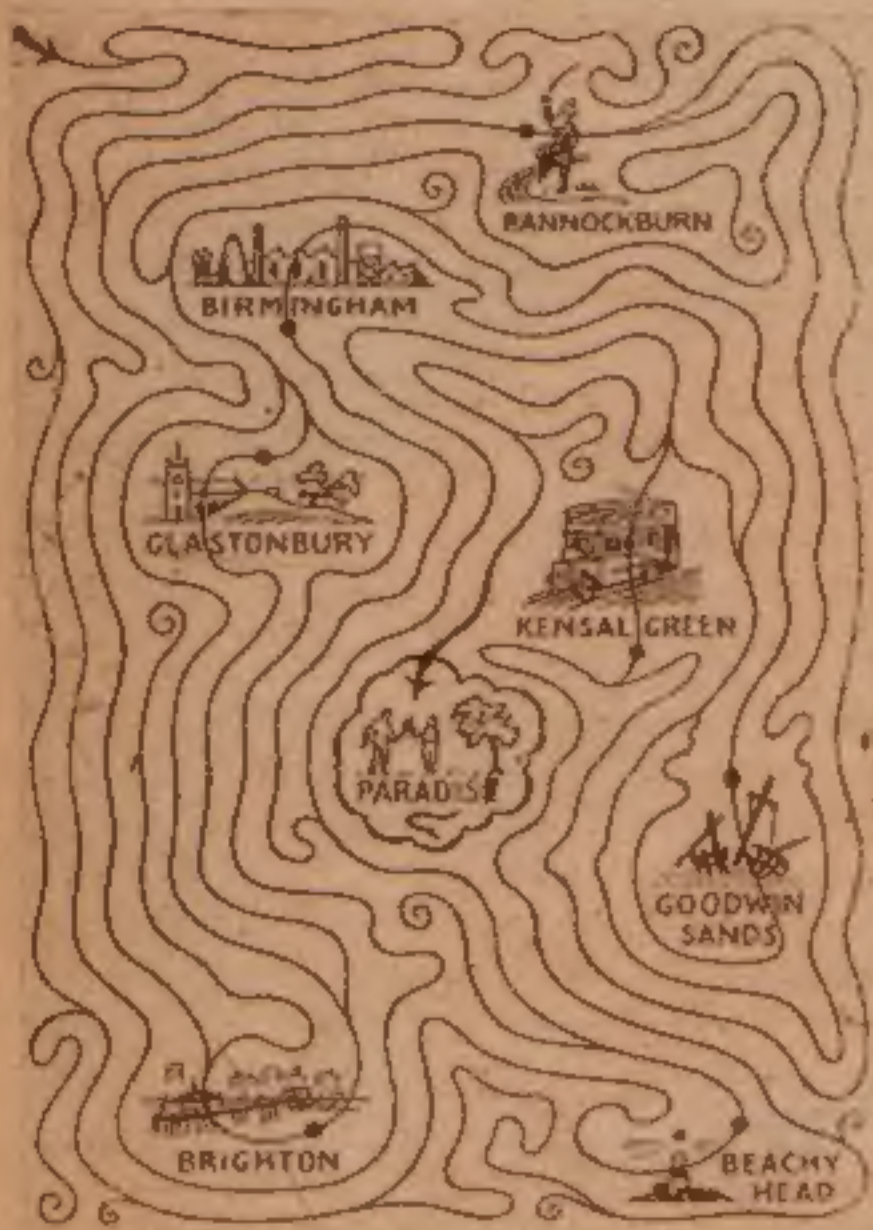 BANNOCKBURN
BIRMINGHAM
GLASTONBURY
KENSAL GREEN
PARADISE
GOODWIN
SANDS
BRIGHTON
BEACHY
HEAD